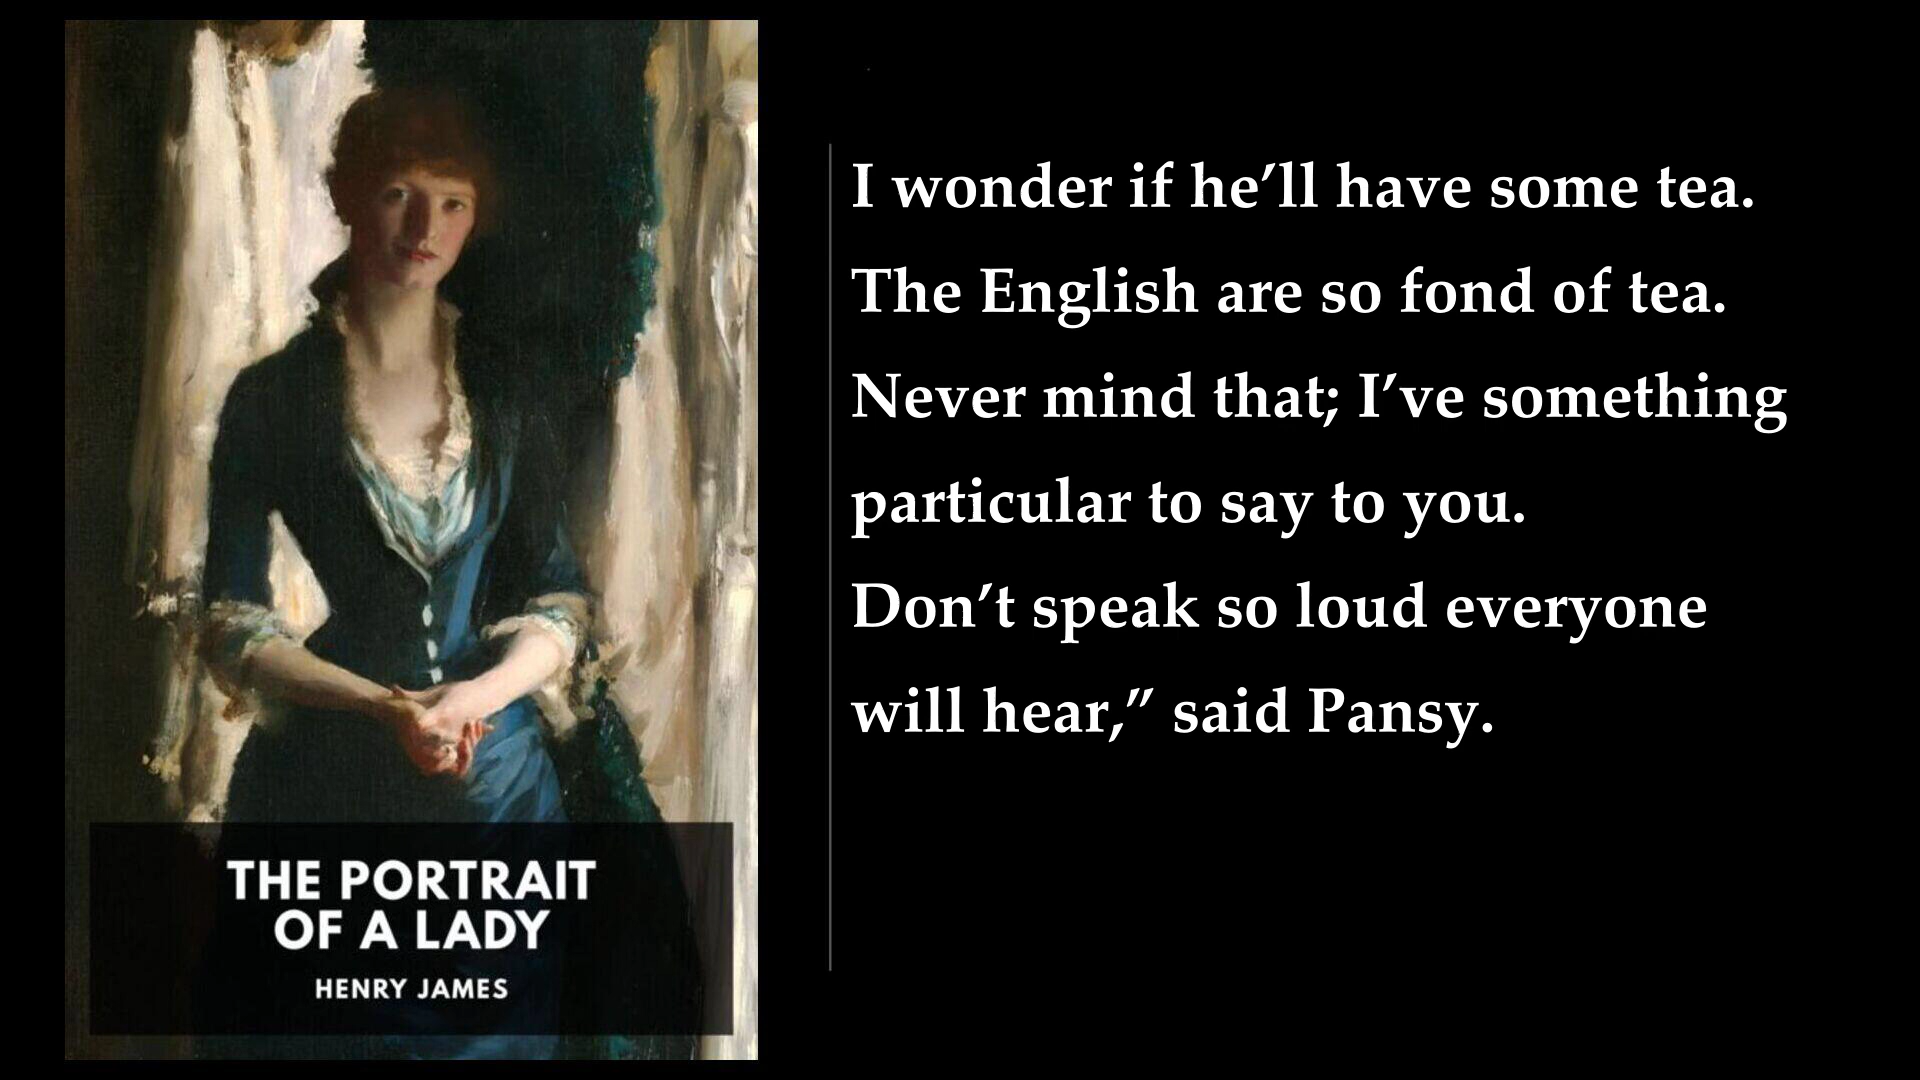 THE PORTRAIT
OF A LADY
HENRY JAMES
I wonder if he’ll have some tea.
The English are so fond of tea.
Never mind that; I’ve something
particular to say to you.
Don’t speak so loud everyone
will hear,” said Pansy.